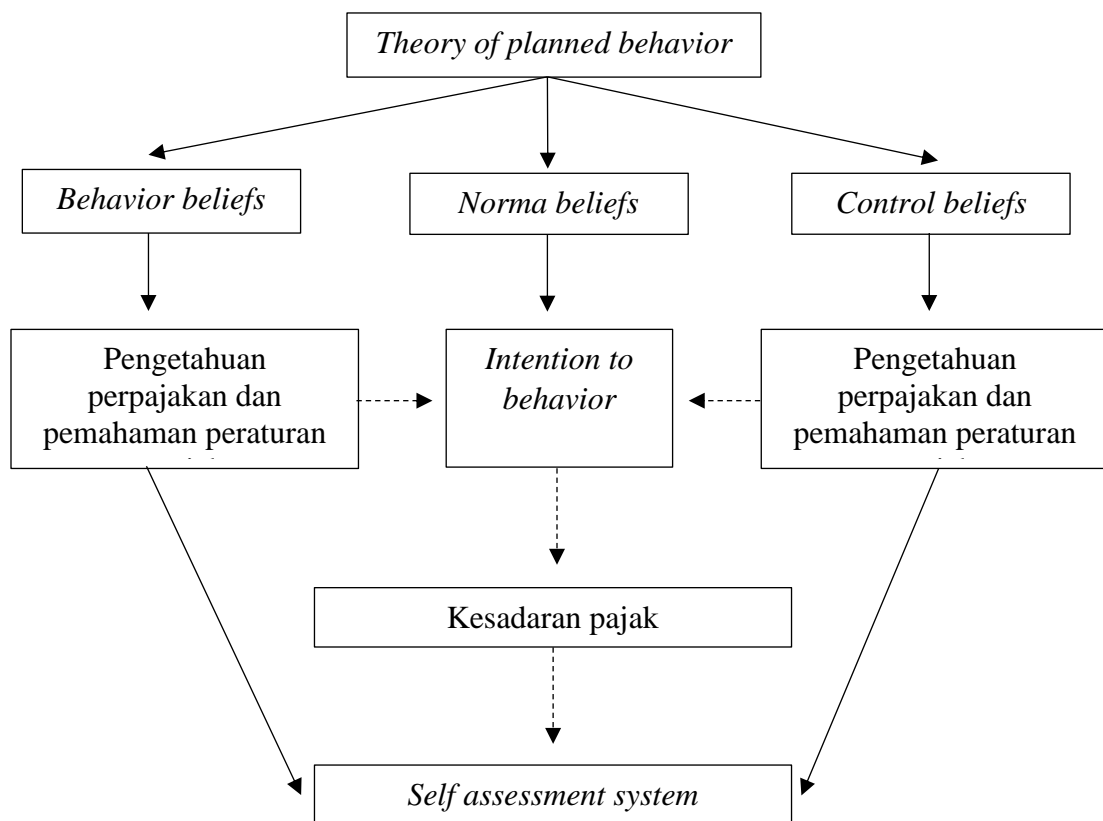 Theory of planned behavior
Behavior beliefs
Norma beliefs
Control beliefs
Pengetahuan
perpajakan dan
pemahaman peraturan
Intention to
behavior
Pengetahuan
perpajakan dan
pemahaman peraturan
Kesadaran pajak
Self assessment system